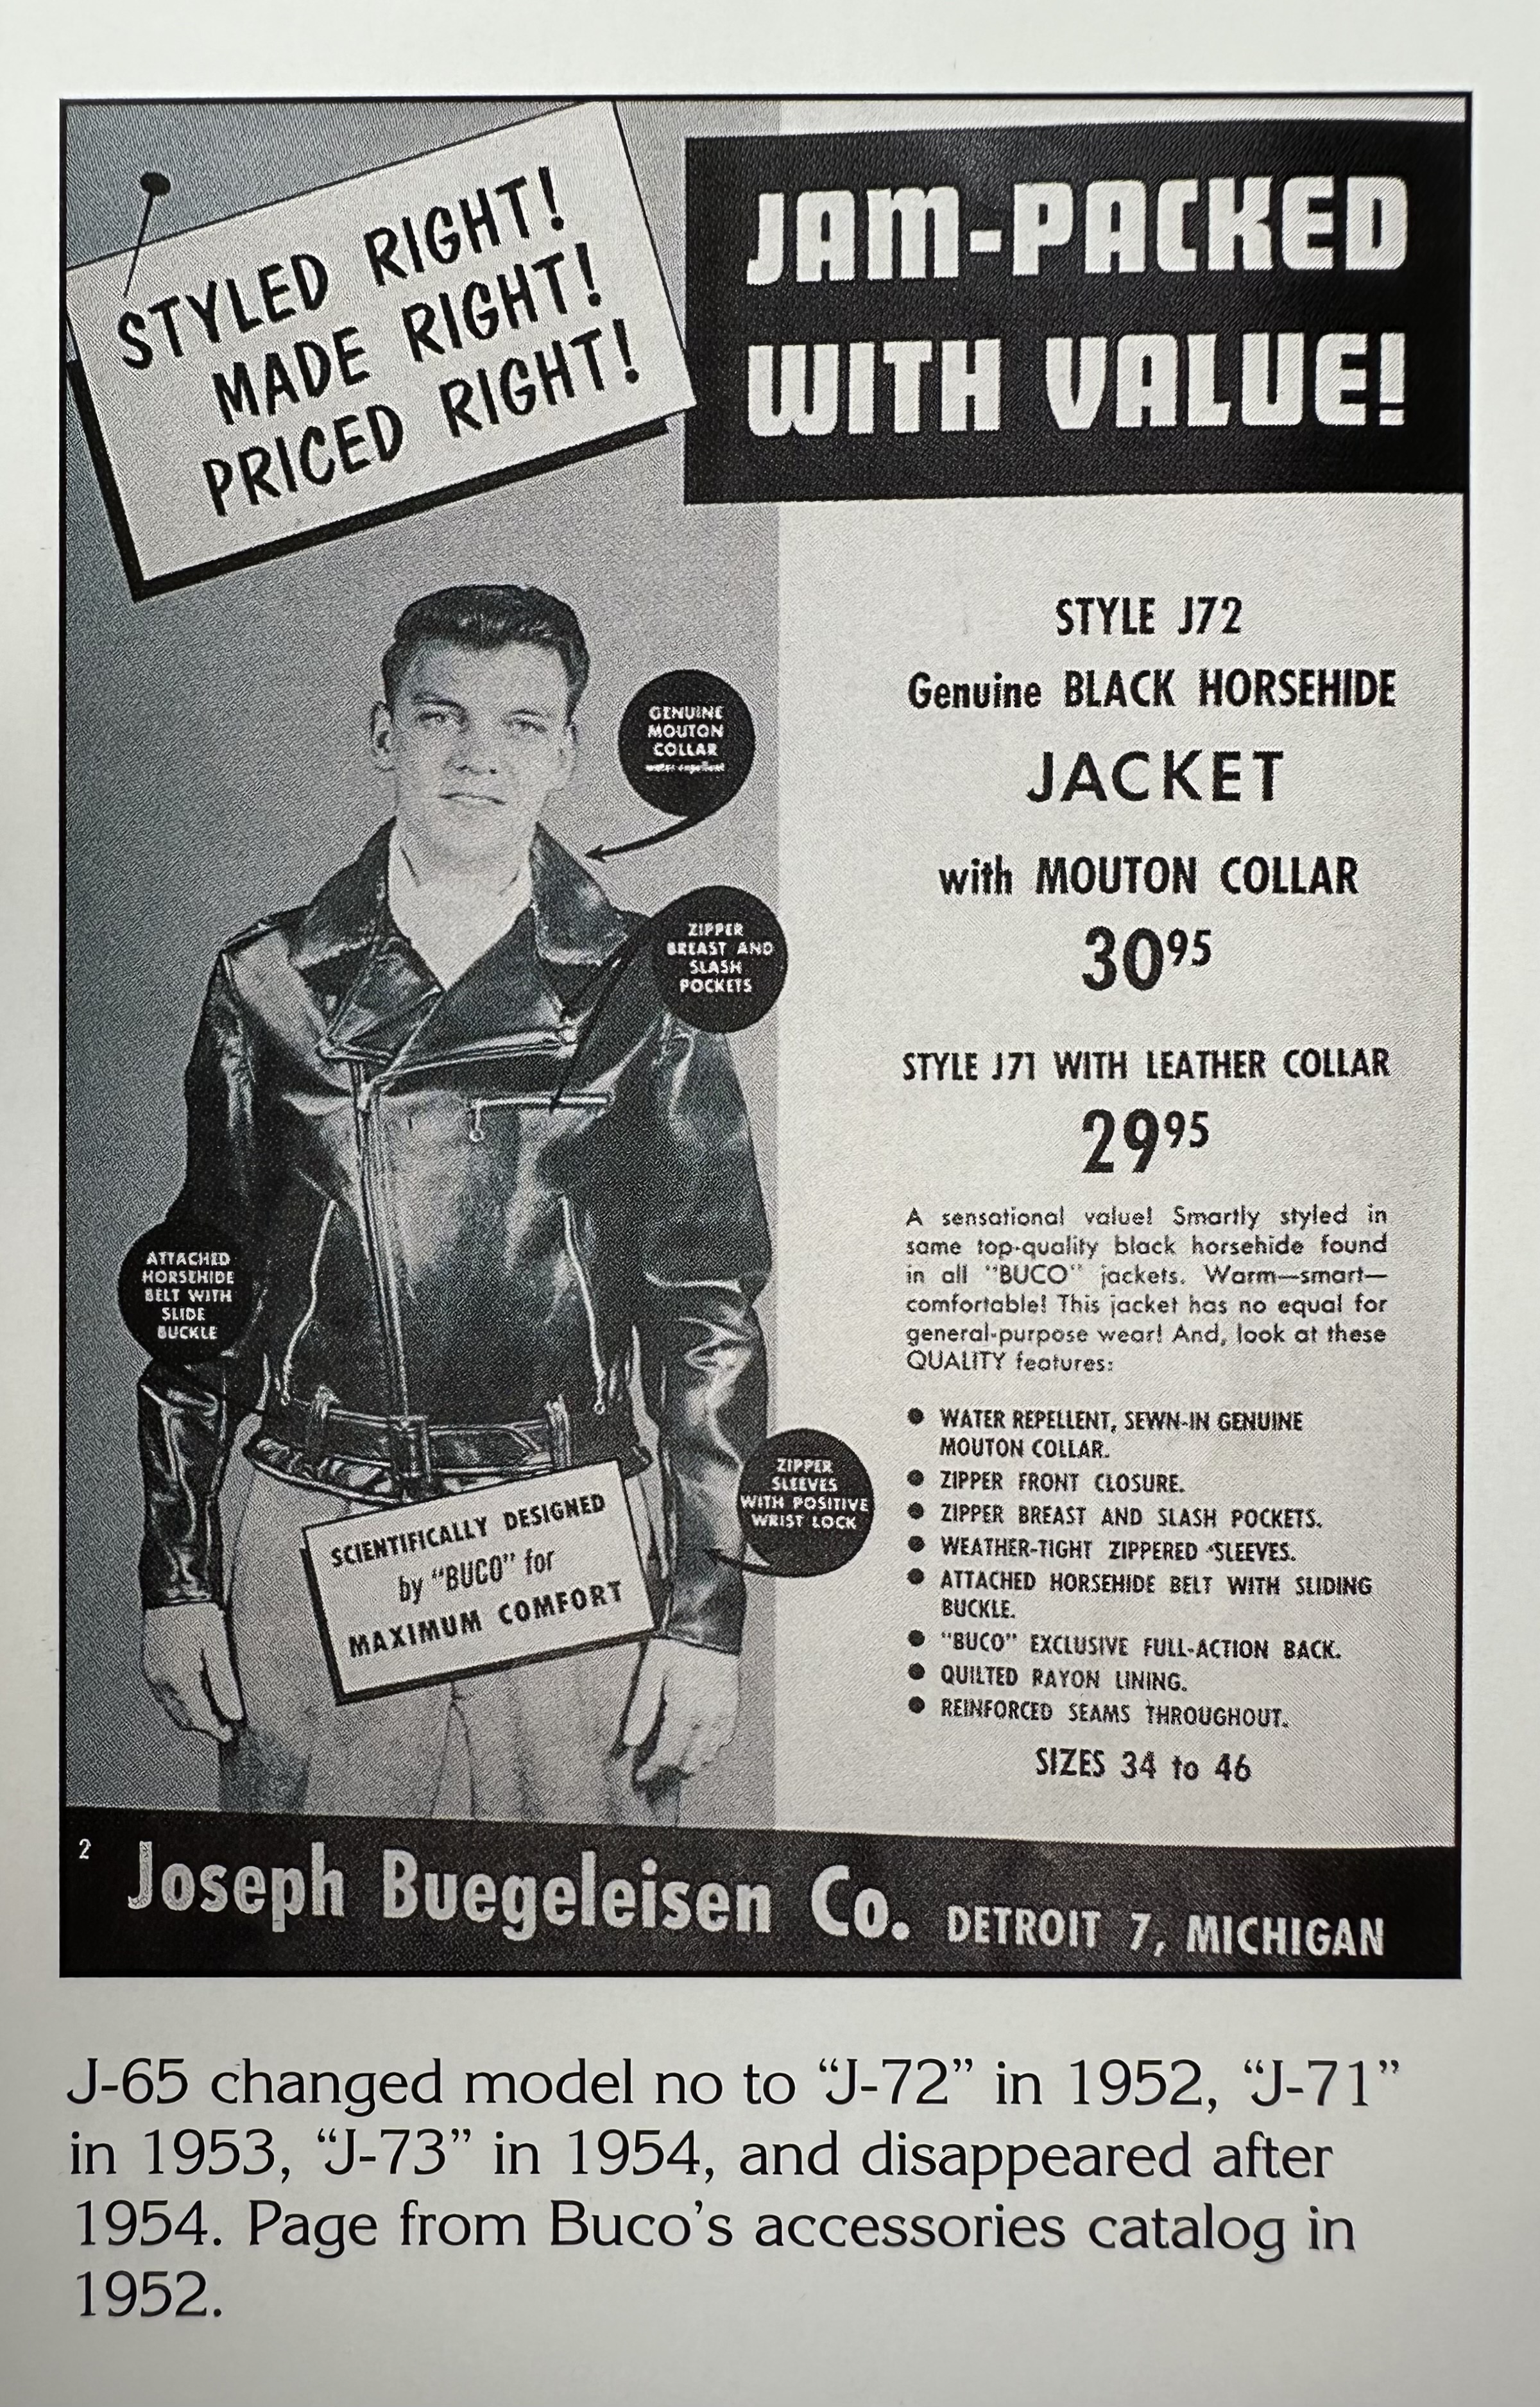 STYLED RIGHT!
MADE RIGHT!
PRICED RIGHT!
JAM-PACKED
WITH VALUE!
GENUINE
MOUTON
COLLAR
water repellent
ZIPPER
BREAST AND
SLASH
POCKETS
ATTACHED
HORSEHIDE
BELT WITH
SLIDE
BUCKLE
ZIPPER
SLEEVES
WITH POSITIVE
WRIST LOCK
SCIENTIFICALLY DESIGNED
by "BUCO" for
MAXIMUM COMFORT
STYLE J72
Genuine BLACK HORSEHIDE
JACKET
with MOUTON COLLAR
30 95
STYLE J71 WITH LEATHER COLLAR
29 95
A sensational value! Smartly styled in
same top-quality black horsehide found
in all "BUCO" jackets. Warm—smart—
comfortable! This jacket has no equal for
general-purpose wear! And, look at these
QUALITY features:
● WATER REPELLENT, SEWN-IN GENUINE
MOUTON COLLAR.
● ZIPPER FRONT CLOSURE.
● ZIPPER BREAST AND SLASH POCKETS.
● WEATHER-TIGHT ZIPPERED SLEEVES.
● ATTACHED HORSEHIDE BELT WITH SLIDING
BUCKLE.
● "BUCO" EXCLUSIVE FULL-ACTION BACK.
● QUILTED RAYON LINING.
● REINFORCED SEAMS THROUGHOUT.
SIZES 34 to 46
2
Joseph Buegeleisen Co. DETROIT 7, MICHIGAN
J-65 changed model no to “J-72” in 1952, “J-71”
in 1953, “J-73” in 1954, and disappeared after
1954. Page from Buco’s accessories catalog in
1952.